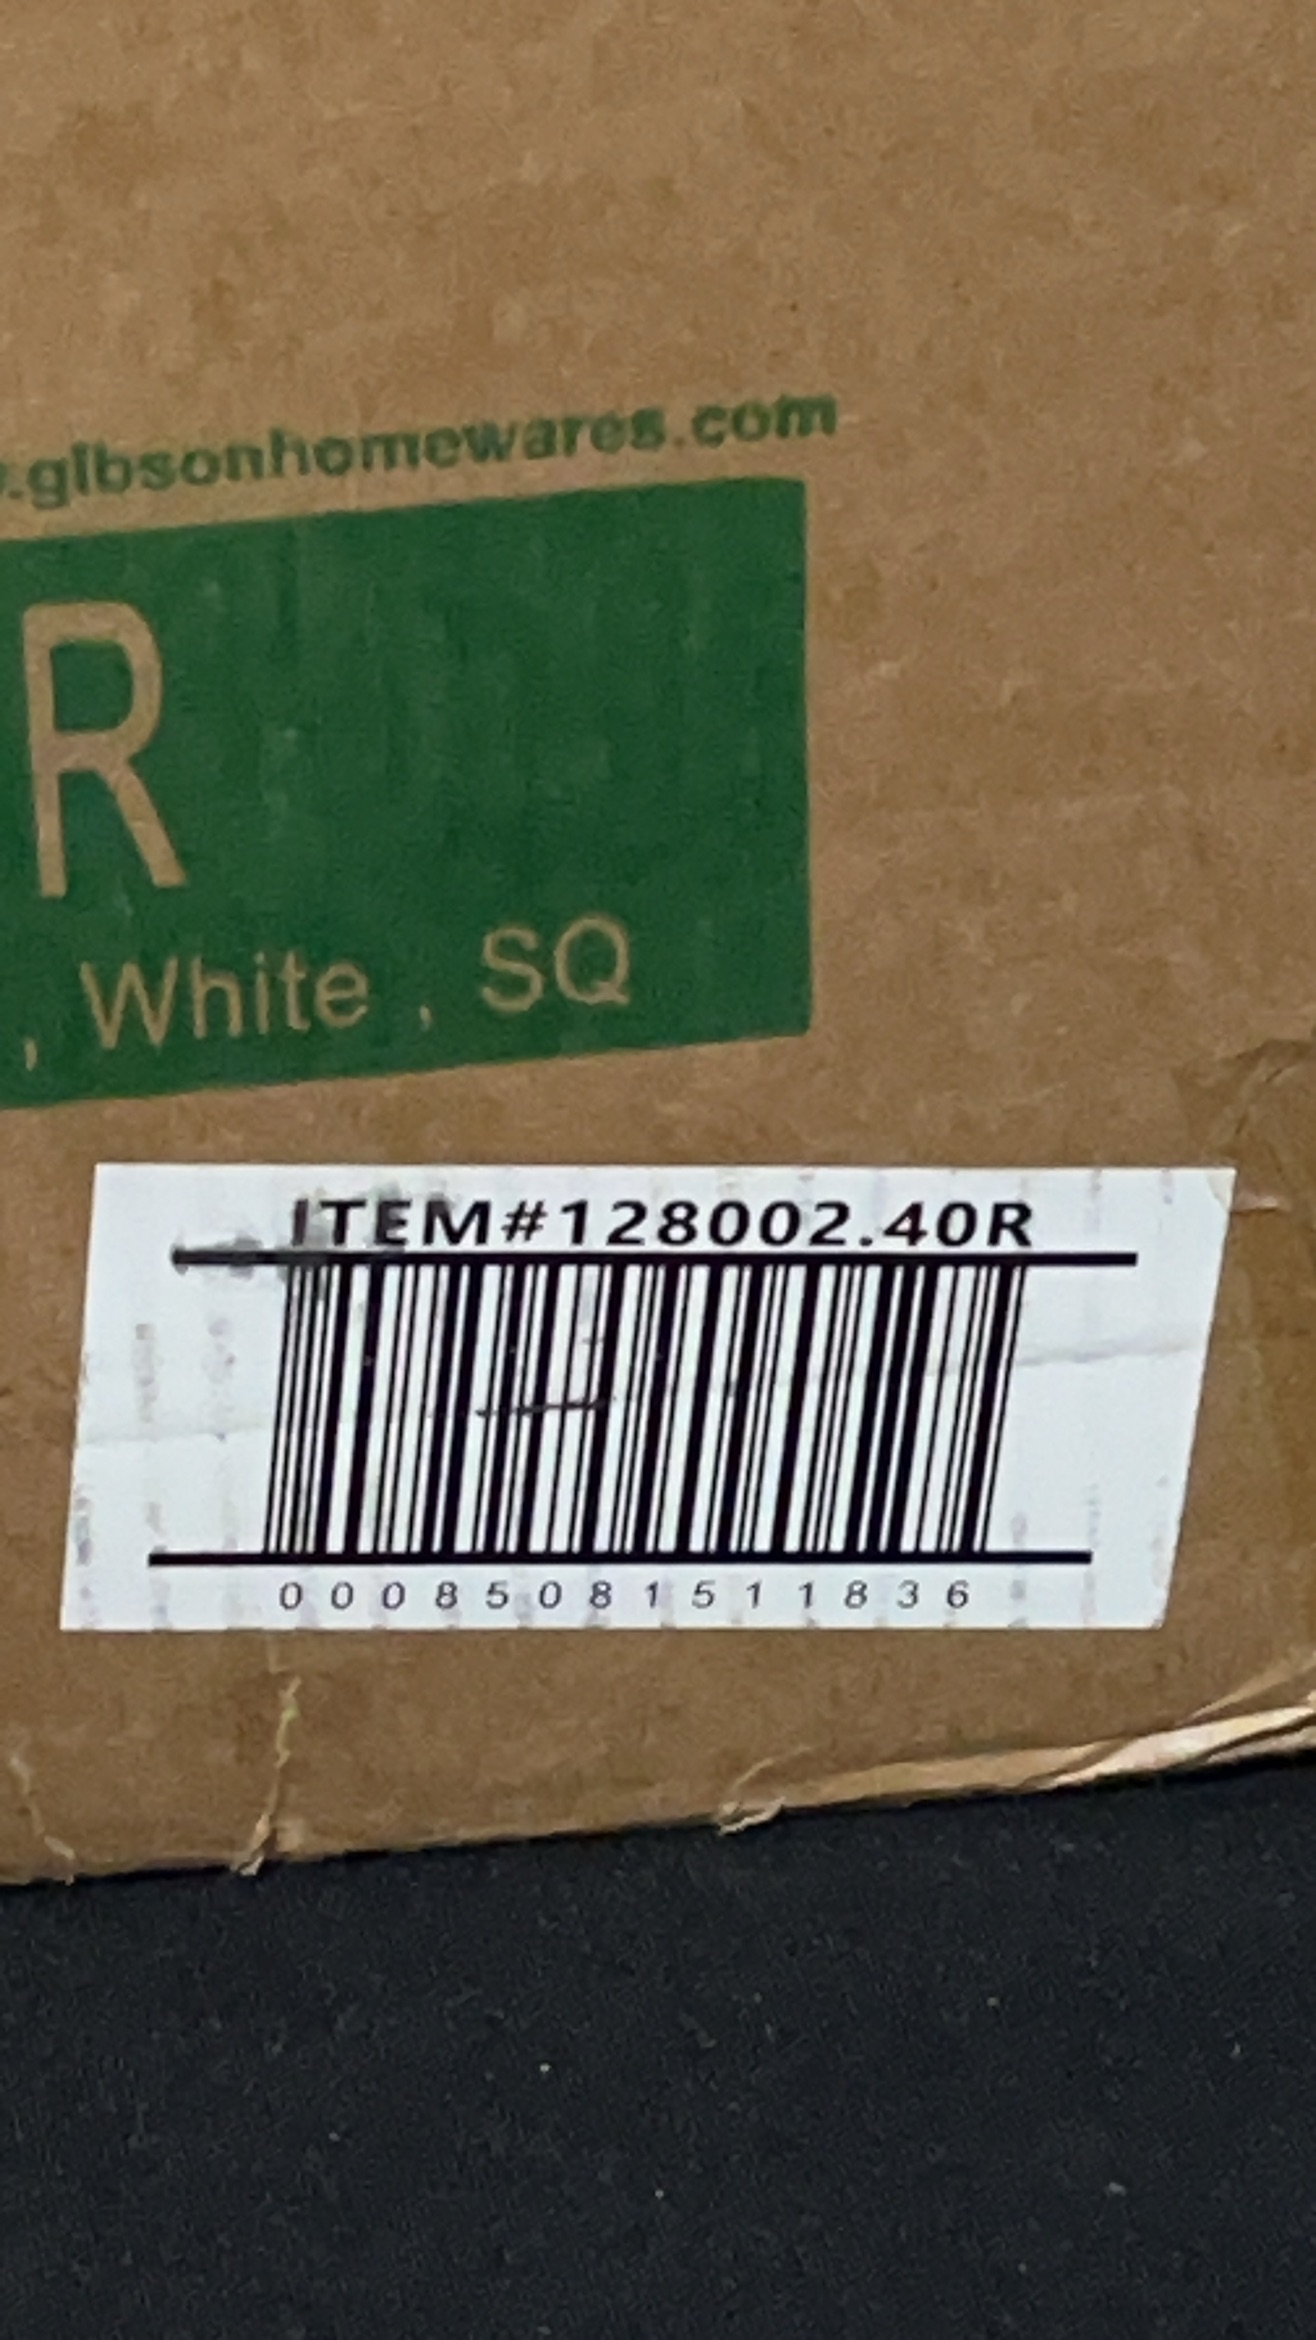 .gibsonhomewares.com
R
, White , SQ
ITEM#128002.40R
00085081511836